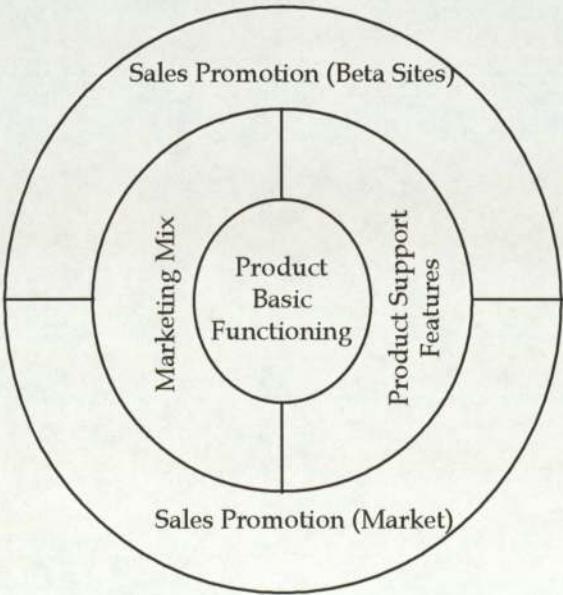 Sales Promotion (Beta Sites)
Marketing Mix
Product
Basic
Functioning
Product Support
Features
Sales Promotion (Market)